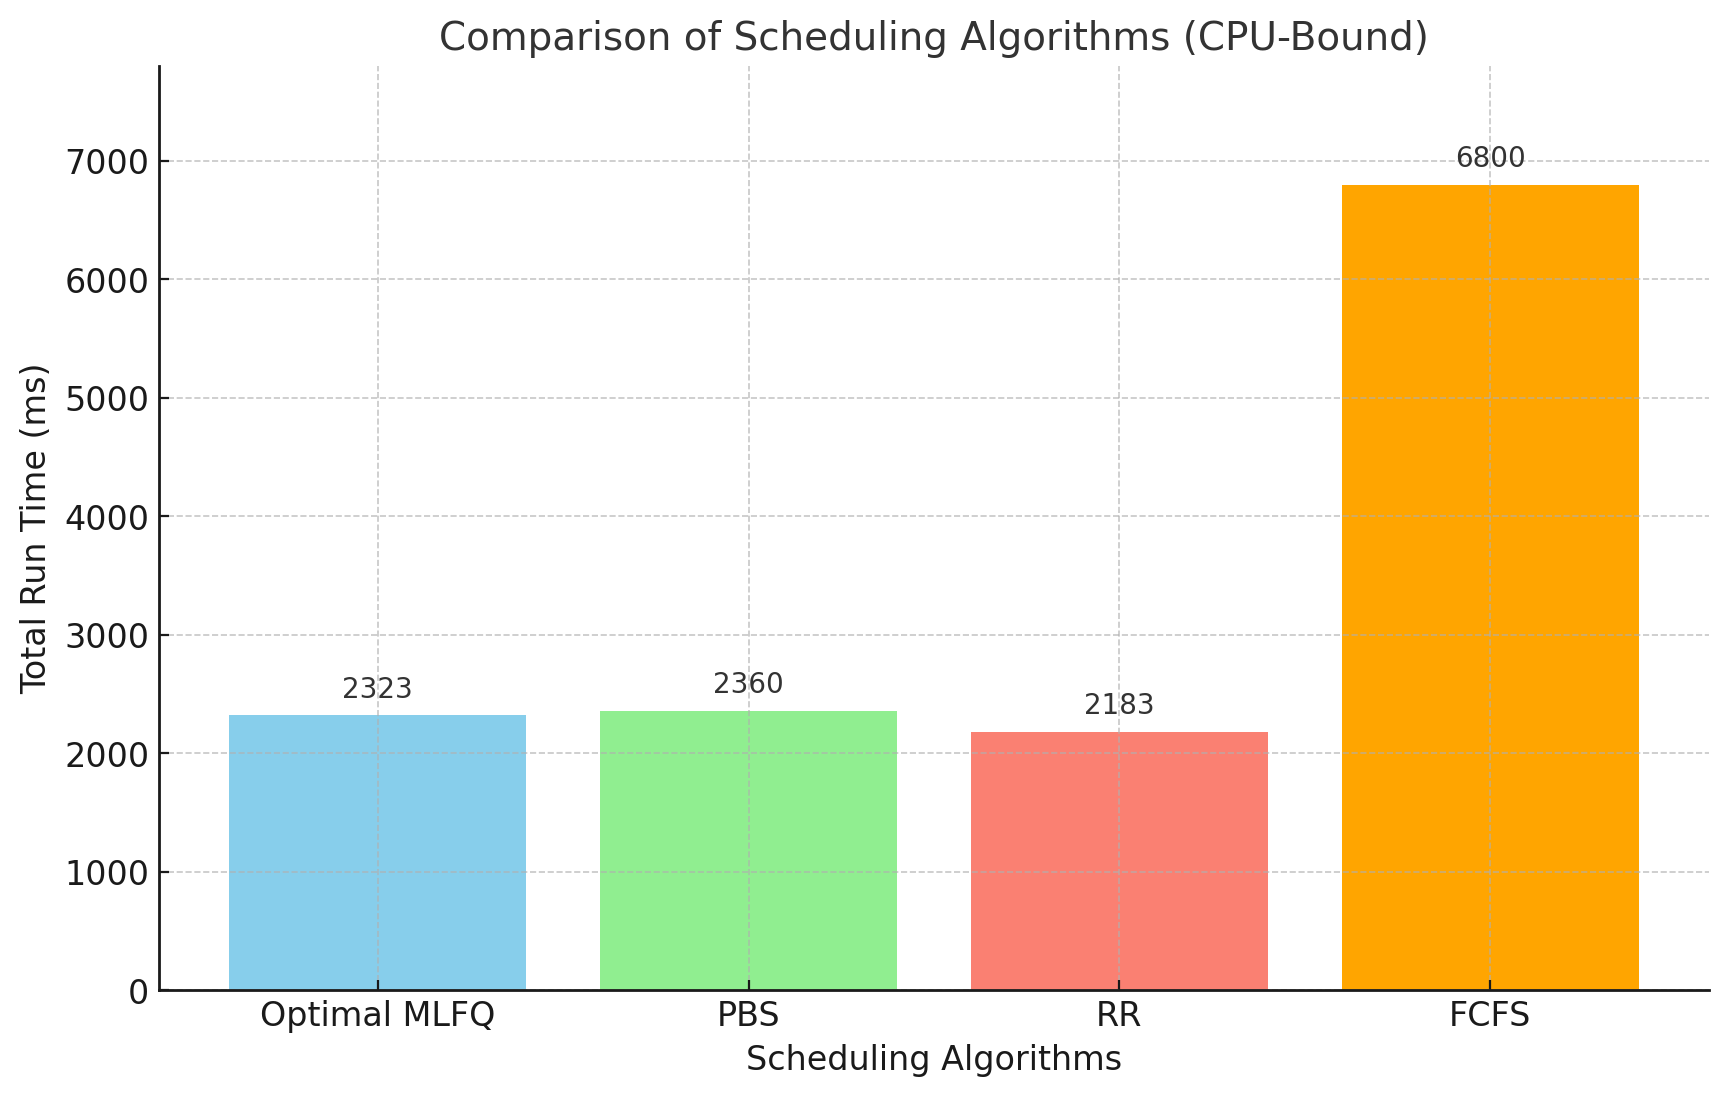 Comparison of Scheduling Algorithms (CPU-Bound)
Total Run Time (ms)
7000
6000
5000
4000
3000
2000
1000
0
2323
2360
2183
6800
Optimal MLFQ
PBS
RR
FCFS
Scheduling Algorithms